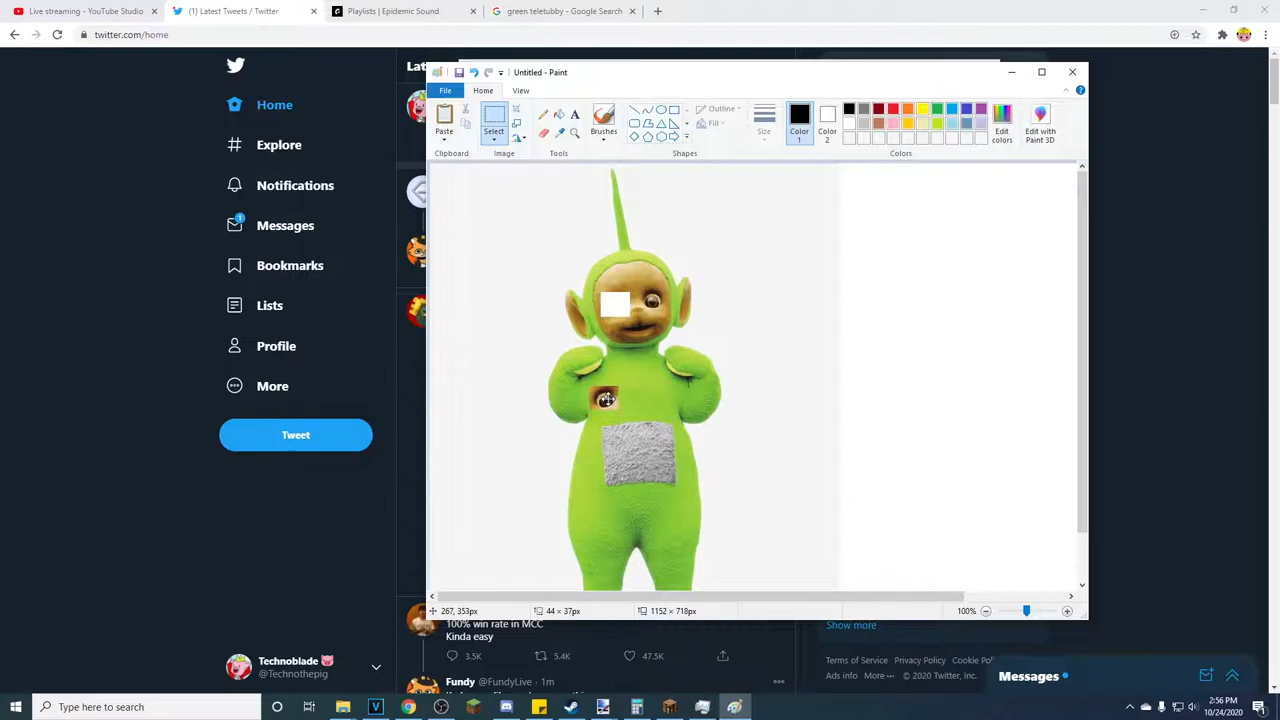 Live streaming - YouTube Studio
(1) Latest Tweets / Twitter
Playlists | Epidemic Sound
green teletubby - Google Search
twitter.com/home
Lat
Home
Explore
Notifications
1
Messages
Bookmarks
Lists
Profile
More
Tweet
Technoblade
@Technothepig
Untitled - Paint
File
Home
View
Paste
Clipboard
Select
Image
A
Tools
Brushes
Shapes
Outline
Fill
Size
Color 1
Color 2
Edit colors
Edit with Paint 3D
Colors
267, 353px
44 × 37px
1152 × 718px
100%
100% win rate in MCC
Kinda easy
3.5K
5.4K
47.5K
Fundy @FundyLive · 1m
Show more
Terms of Service Privacy Policy Cookie Pol
Ads info More © 2020 Twitter, Inc.
Messages
Type here to search
2:56 PM
10/24/2020
1